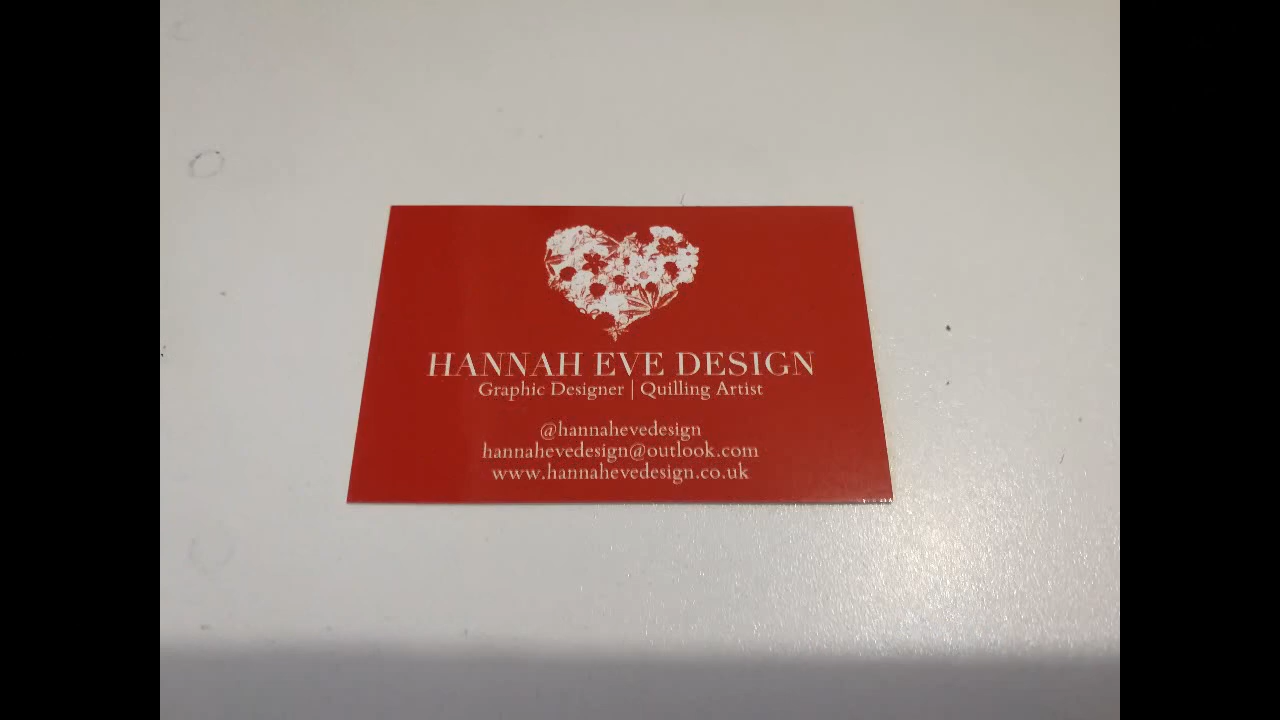 HANNAH EVE DESIGN
Graphic Designer | Quilling Artist
@hannahevedesign
hannahevedesign@outlook.com
www.hannahevedesign.co.uk